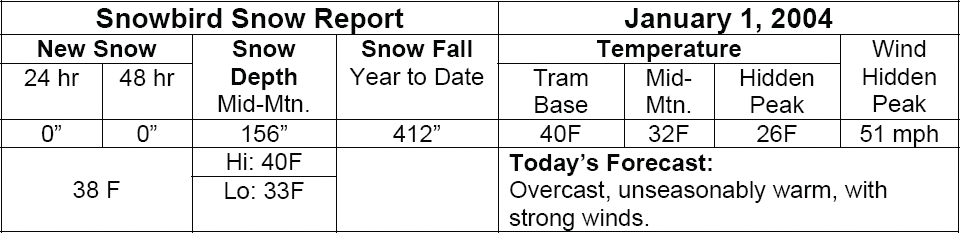 Snowbird Snow Report January 1, 2004
New Snow Snow Depth Mid-Mtn. Snow Fall Year to Date Temperature Wind Hidden Peak
24 hr 48 hr Tram Base Mid-Mtn. Hidden Peak
0” 0” 156” 412” 40F 32F 26F 51 mph
38 F Hi: 40F Today’s Forecast:
Lo: 33F Overcast, unseasonably warm, with
strong winds.